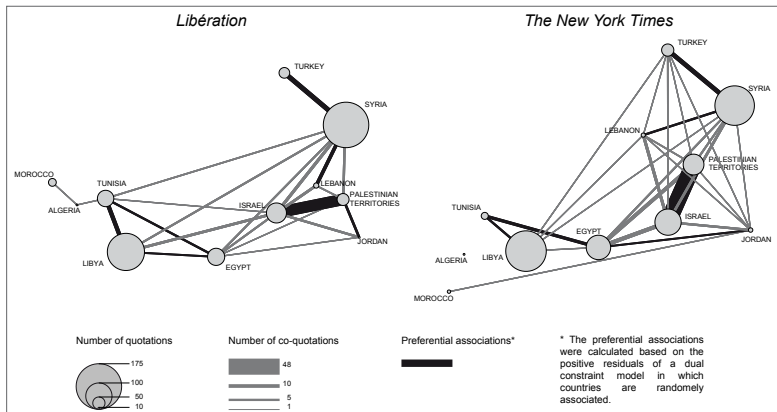 Libération
The New York Times
TURKEY
SYRIA
MOROCCO
TUNISIA
ALGERIA
LEBANON
ISRAEL
PALESTINIAN
TERRITORIES
JORDAN
LIBYA
EGYPT
TURKEY
SYRIA
LEBANON
PALESTINIAN
TERRITORIES
TUNISIA
ISRAEL
EGYPT
JORDAN
ALGERIA
LIBYA
MOROCCO
Number of quotations
175
100
50
10
Number of co-quotations
48
10
5
1
Preferential associations*
* The preferential associations
were calculated based on the
positive residuals of a dual
constraint model in which
countries are randomely
associated.